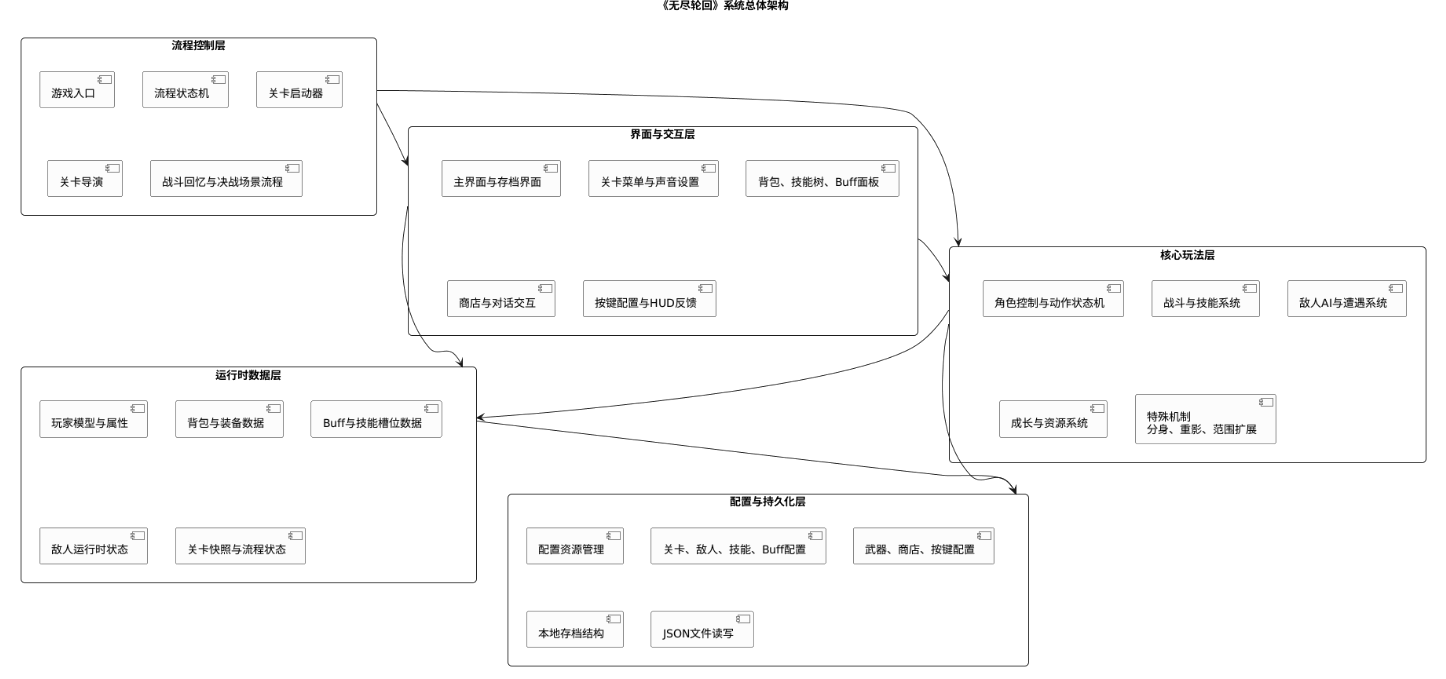 《无尽轮回》系统总体架构
流程控制层
游戏入口
流程状态机
关卡启动器
关卡导演
战斗回忆与决战场景流程
界面与交互层
主界面与存档界面
关卡菜单与声音设置
背包、技能树、Buff面板
商店与对话交互
按键配置与HUD反馈
核心玩法层
角色控制与动作状态机
战斗与技能系统
敌人AI与遭遇系统
成长与资源系统
特殊机制
分身、重影、范围扩展
运行时数据层
玩家模型与属性
背包与装备数据
Buff与技能槽位数据
敌人运行时状态
关卡快照与流程状态
配置与持久化层
配置资源管理
关卡、敌人、技能、Buff配置
武器、商店、按键配置
本地存档结构
JSON文件读写